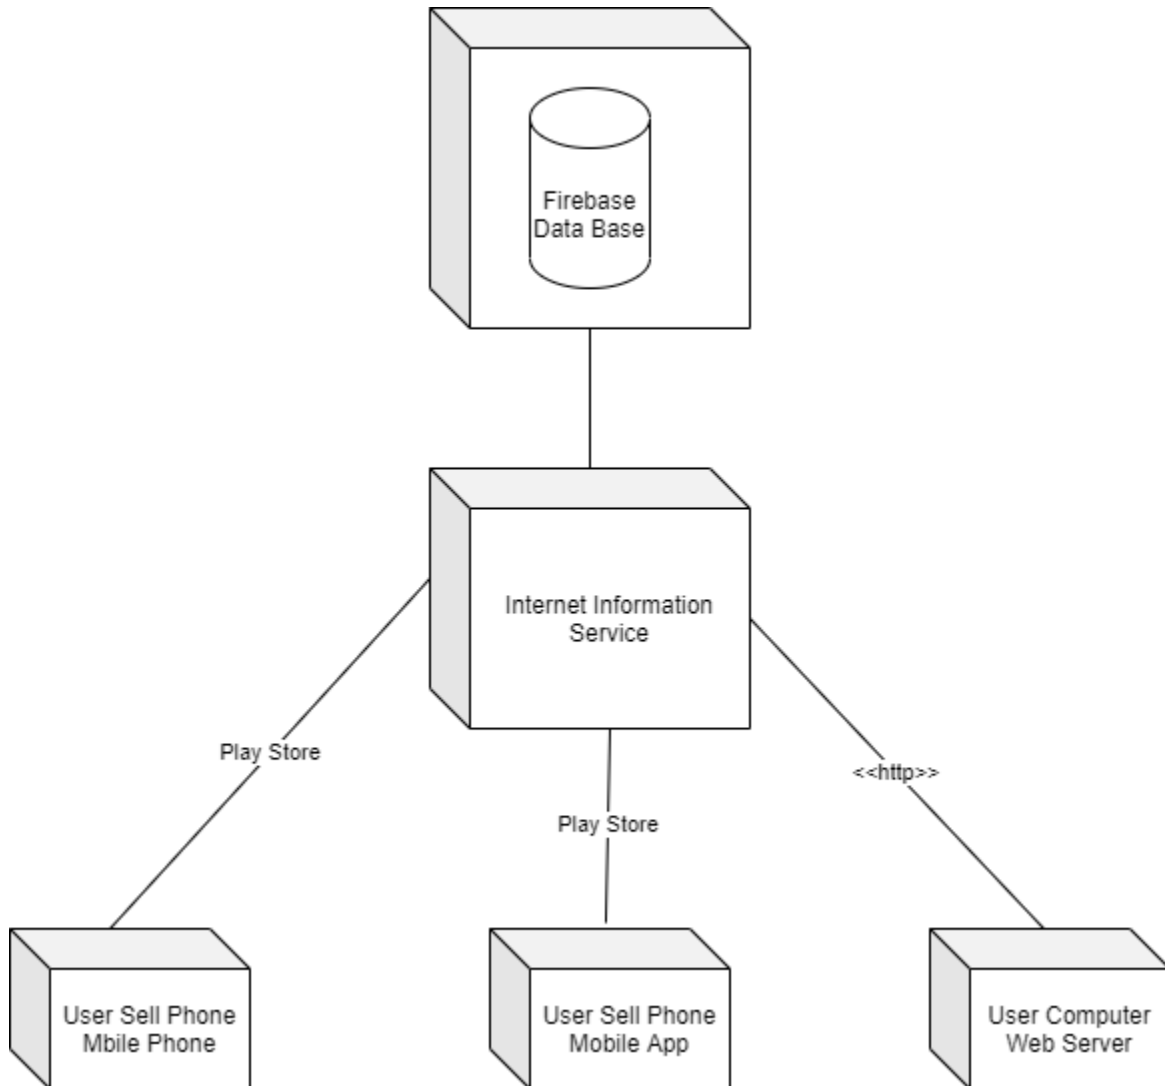 Firebase
Data Base
Internet Information
Service
Play Store
Play Store
<<http>>
User Sell Phone
Mbile Phone
User Sell Phone
Mobile App
User Computer
Web Server